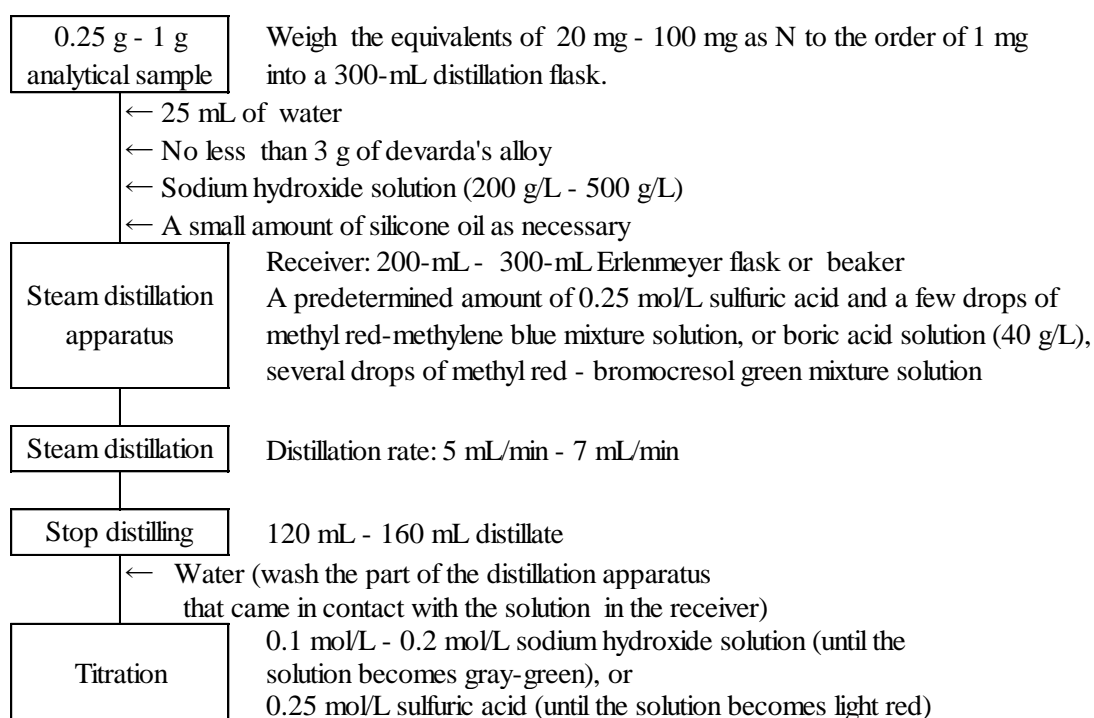 0.25 g - 1 g
analytical sample
Weigh the equivalents of 20 mg - 100 mg as N to the order of 1 mg
into a 300-mL distillation flask.
← 25 mL of water
← No less than 3 g of devarda's alloy
← Sodium hydroxide solution (200 g/L - 500 g/L)
← A small amount of silicone oil as necessary
Steam distillation
apparatus
Receiver: 200-mL - 300-mL Erlenmeyer flask or beaker
A predetermined amount of 0.25 mol/L sulfuric acid and a few drops of
methyl red-methylene blue mixture solution, or boric acid solution (40 g/L),
several drops of methyl red - bromocresol green mixture solution
Steam distillation
Distillation rate: 5 mL/min - 7 mL/min
Stop distilling
120 mL - 160 mL distillate
← Water (wash the part of the distillation apparatus
that came in contact with the solution in the receiver)
Titration
0.1 mol/L - 0.2 mol/L sodium hydroxide solution (until the
solution becomes gray-green), or
0.25 mol/L sulfuric acid (until the solution becomes light red)